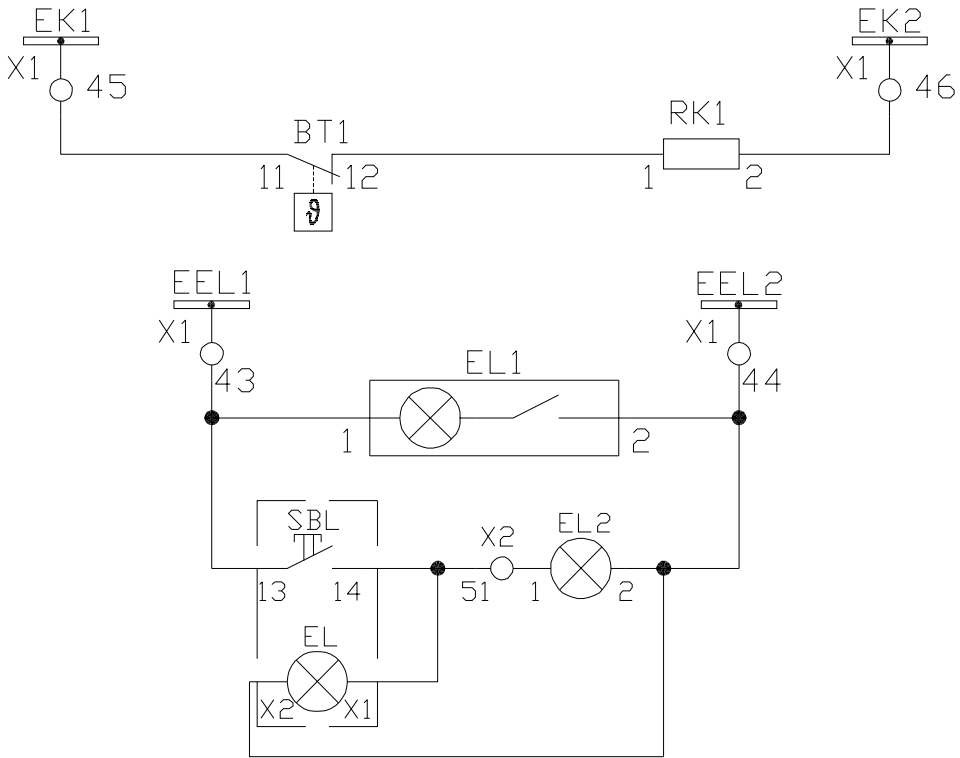 EK1 EK2
X1 45 X1 46
BT1 RK1
11 12 1 2
ϑ
EEL1 EEL2
X1 X1
43 44
EL1
1 2
SBL X2 EL2
13 14 51 1 2
EL
X2 X1